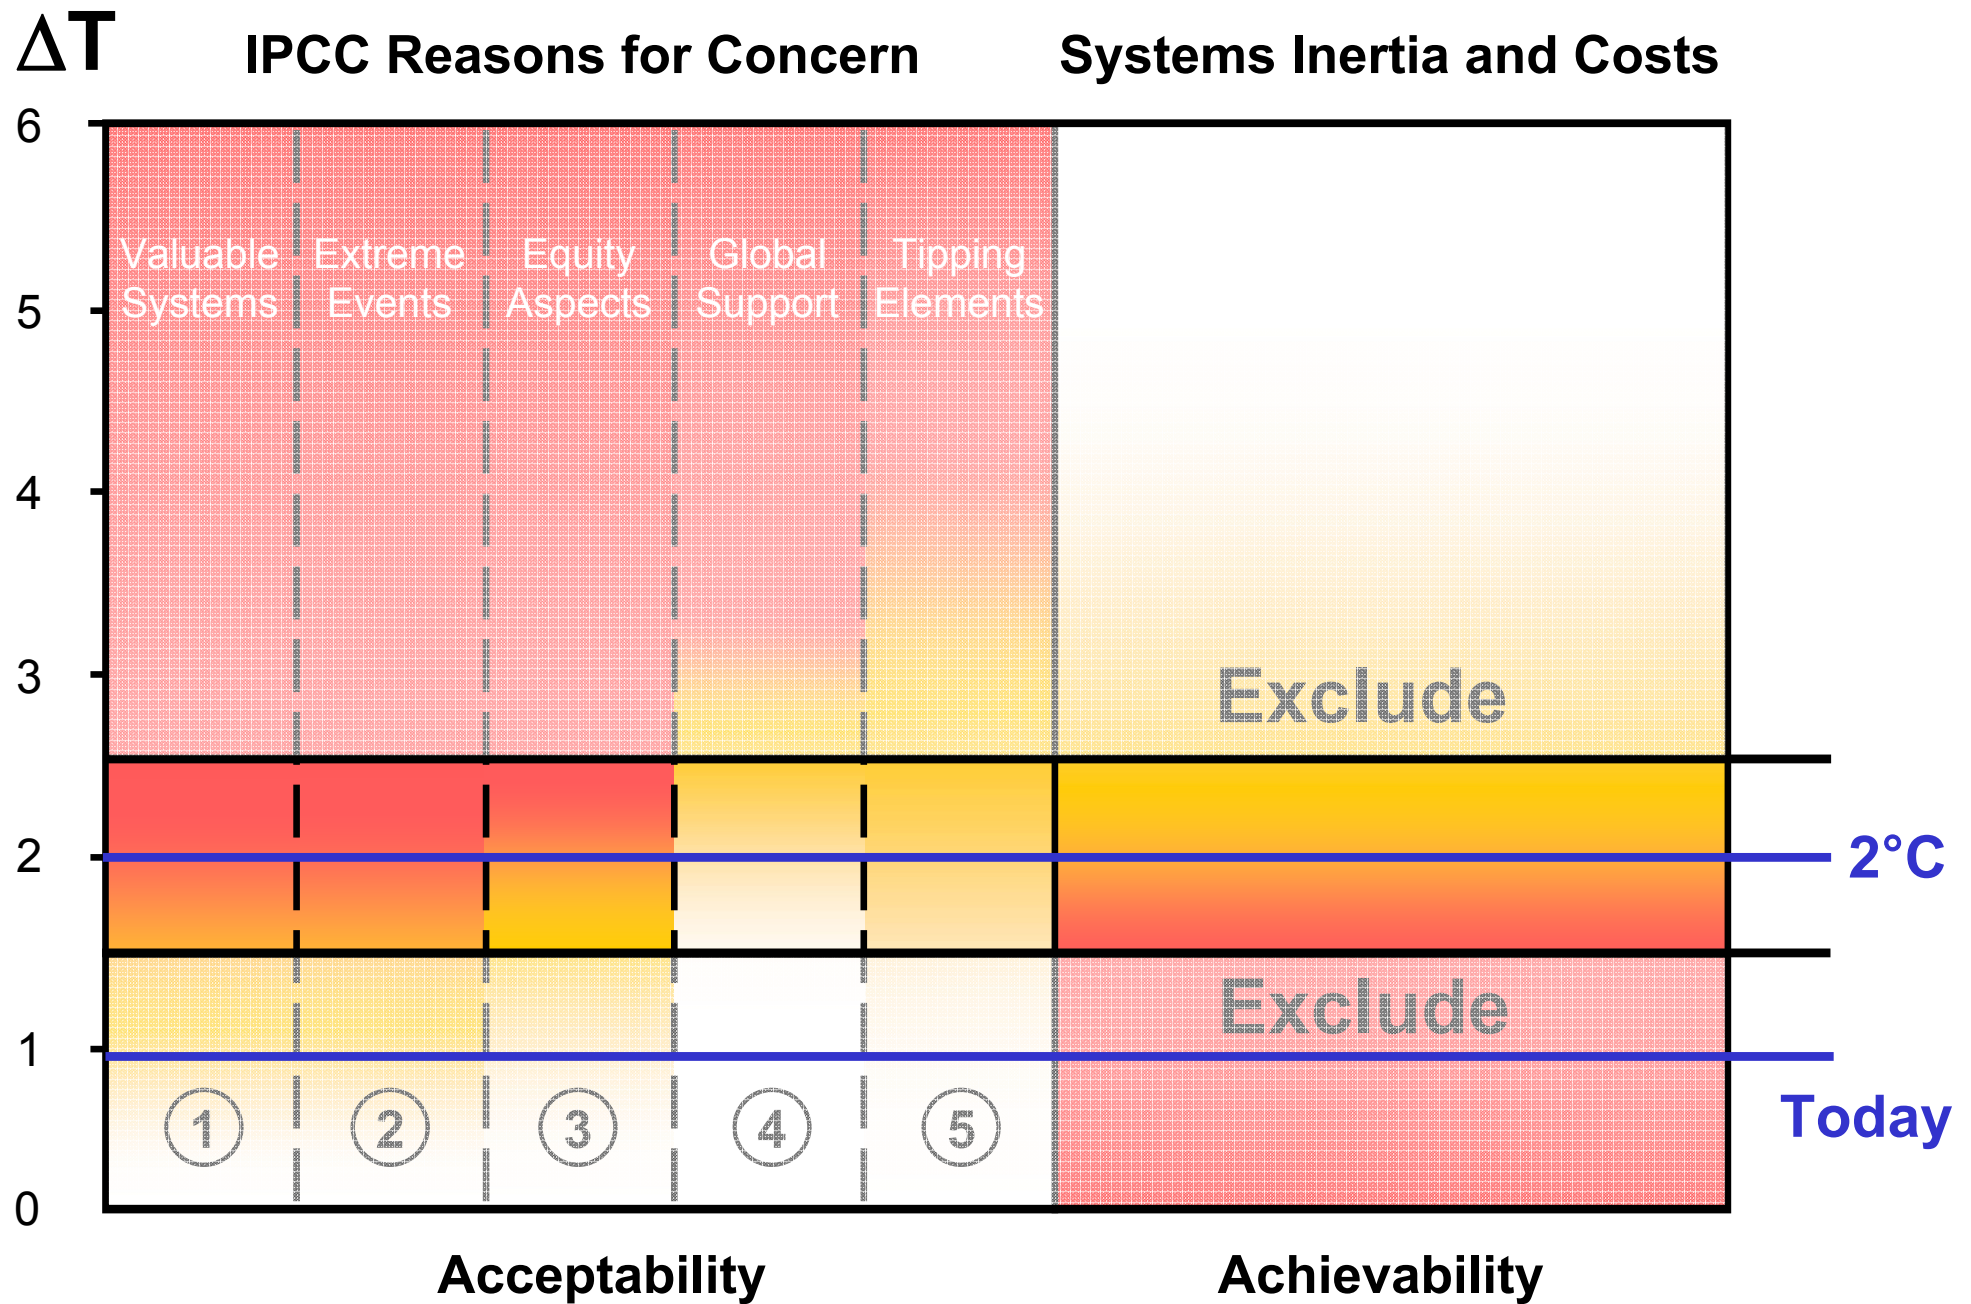 ΔT
IPCC Reasons for Concern
Systems Inertia and Costs
6
5
4
3
2
1
0
Valuable
Systems
Extreme
Events
Equity
Aspects
Global
Support
Tipping
Elements
Exclude
2°C
Exclude
Today
1
2
3
4
5
Acceptability
Achievability